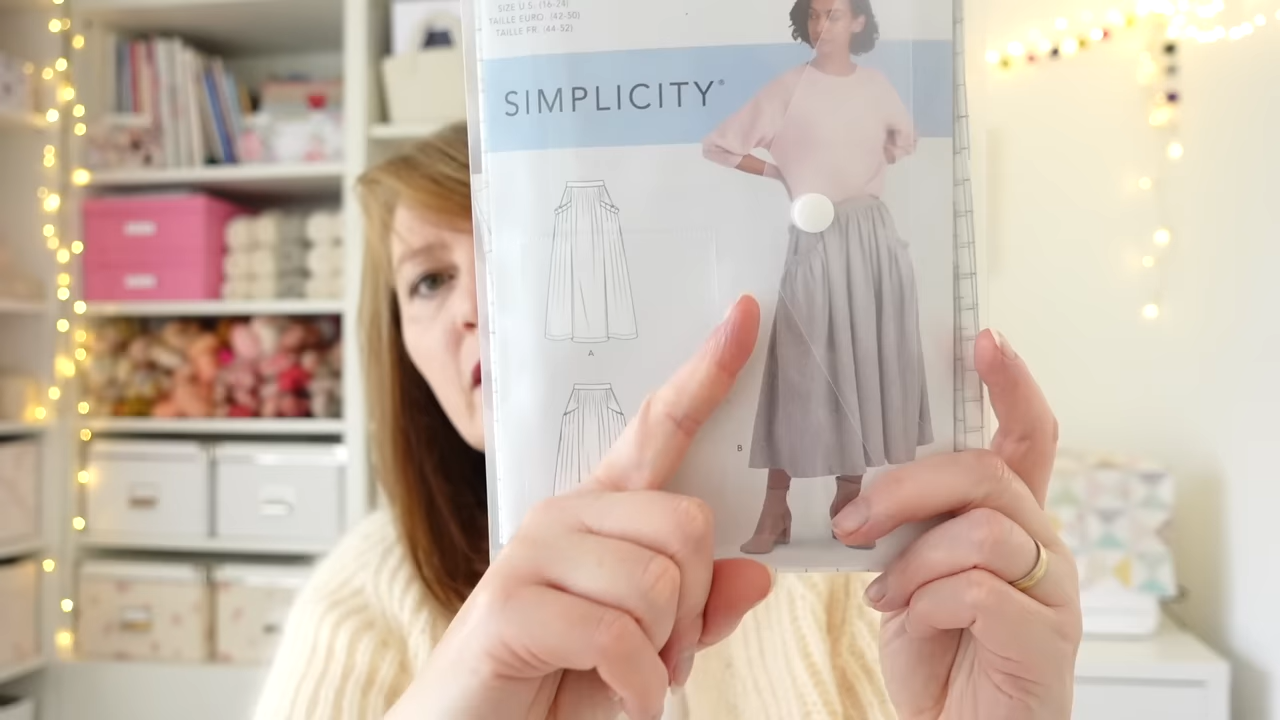 SIZE U.S. (16-24)
TAILLE EURO. (42-50)
TAILLE FR. (44-52)
SIMPLICITY®
A
B